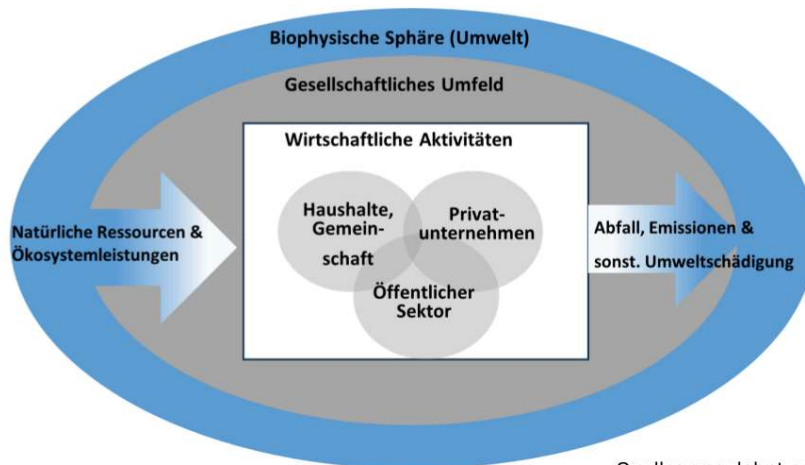 Biophysische Sphäre (Umwelt)
Gesellschaftliches Umfeld
Wirtschaftliche Aktivitäten
Haushalte,
Gemein-
schaft
Privat-
unternehmen
Öffentlicher
Sektor
Natürliche Ressourcen &
Ökosystemleistungen
Abfall, Emissionen &
sonst. Umweltschädigung